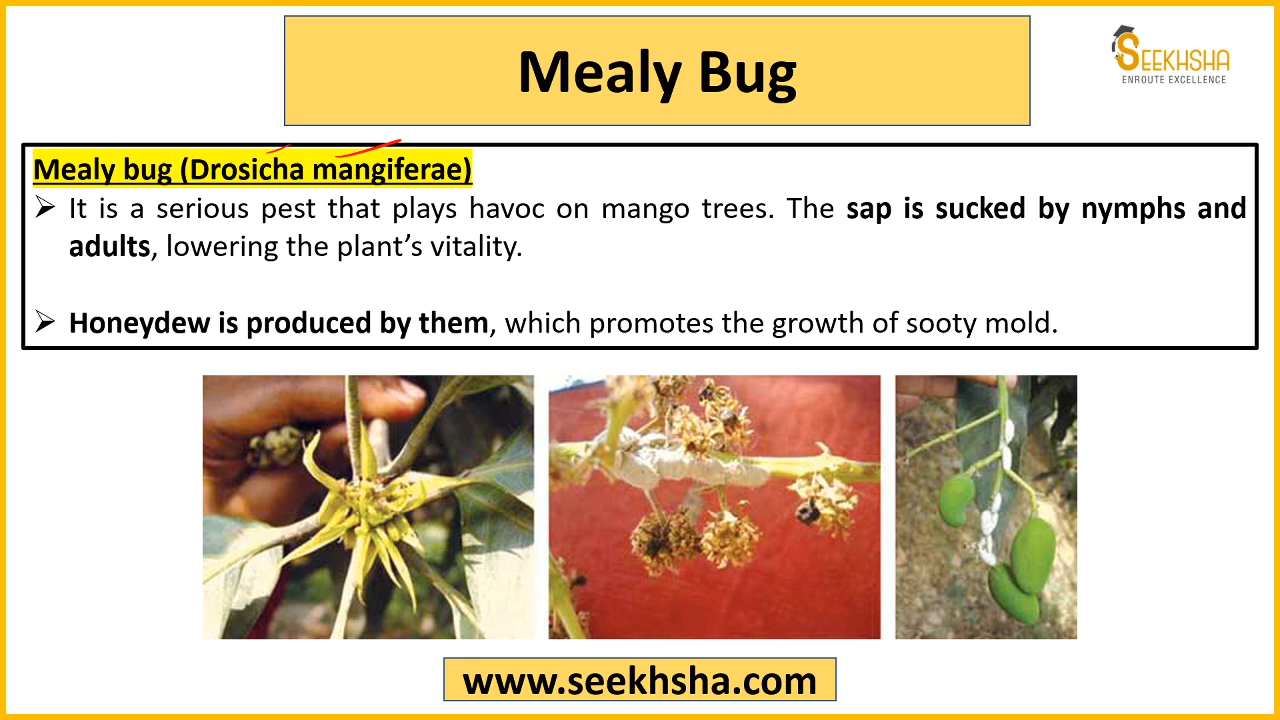 Mealy Bug
SEEKHSHA
ENROUTE EXCELLENCE
Mealy bug (Drosicha mangiferae)
➢ It is a serious pest that plays havoc on mango trees. The sap is sucked by nymphs and
adults, lowering the plant’s vitality.
➢ Honeydew is produced by them, which promotes the growth of sooty mold.
www.seekhsha.com